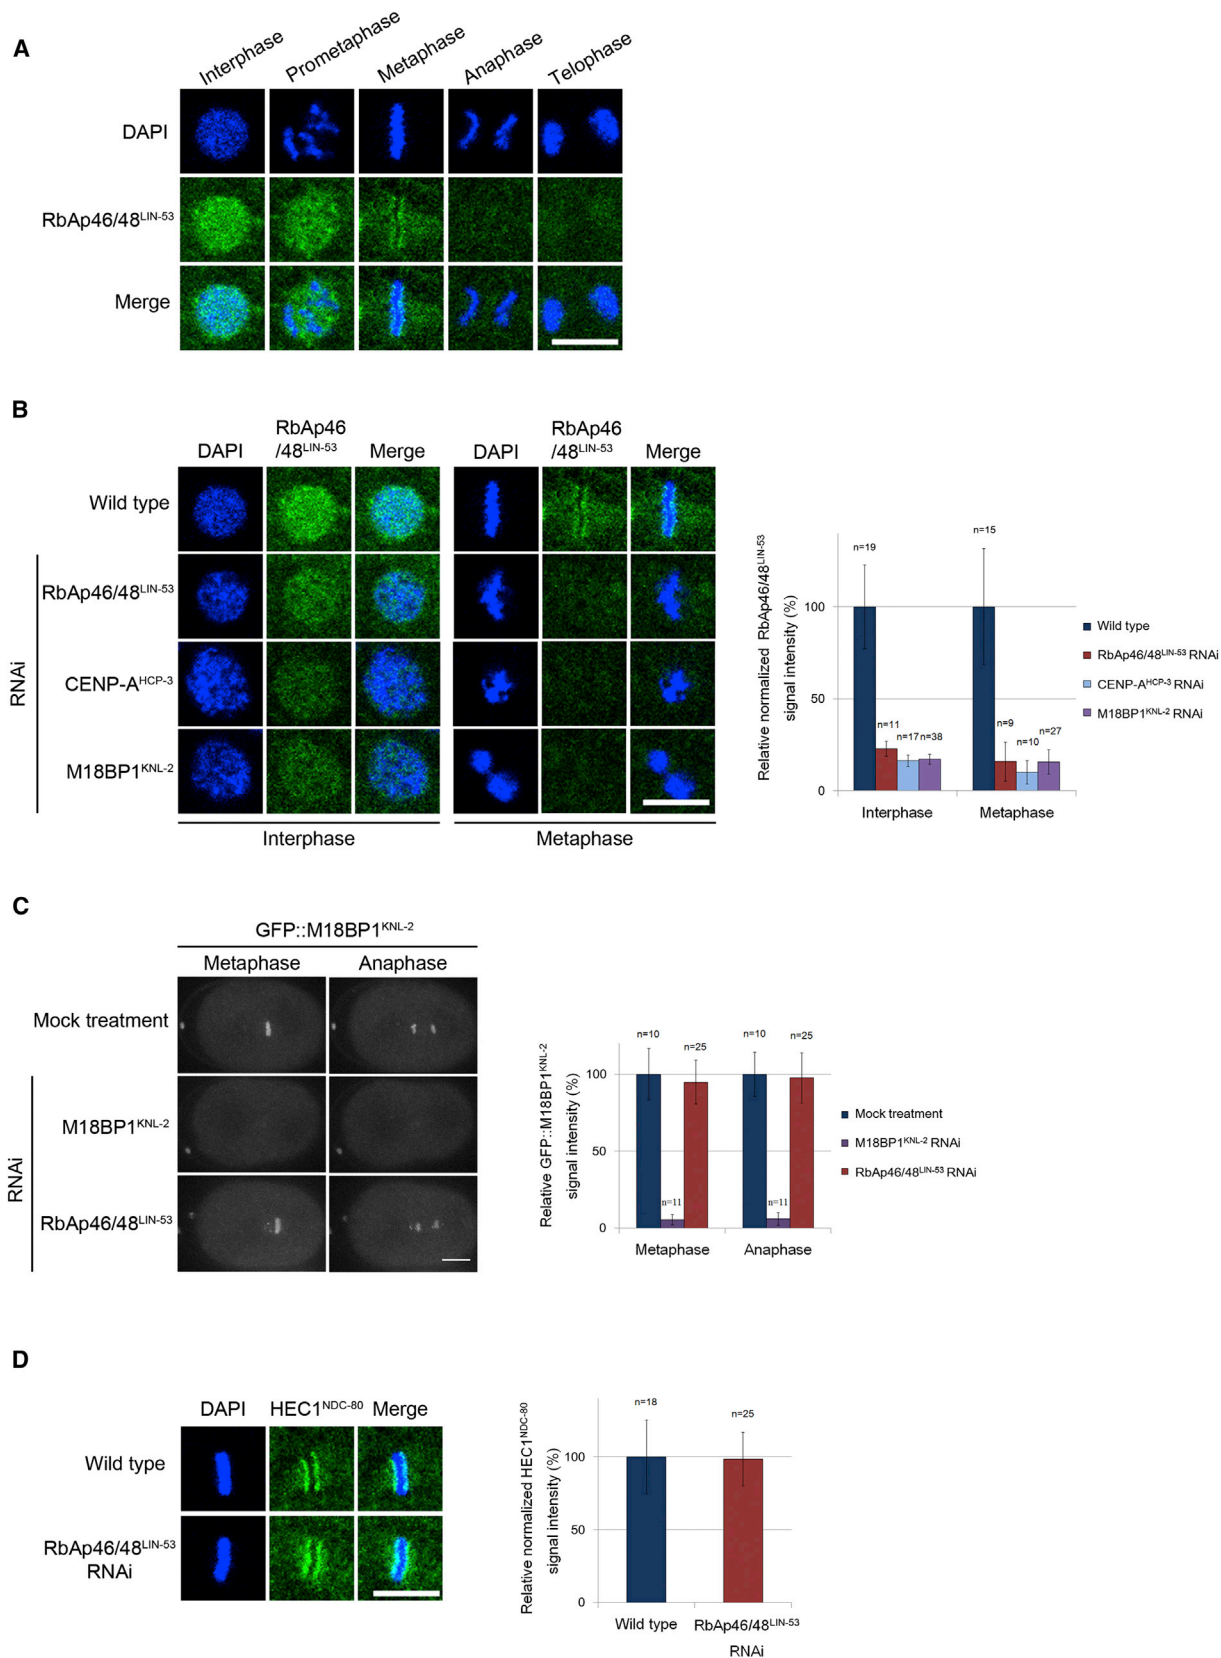 A
Interphase Prometaphase Metaphase Anaphase Telophase
DAPI
RbAp46/48LIN-53
Merge
B
DAPI RbAp46 /48LIN-53 Merge DAPI RbAp46 /48LIN-53 Merge
Wild type
RNAi
RbAp46/48LIN-53
CENP-AHCP-3
M18BP1KNL-2
Interphase Metaphase
Relative normalized RbAp46/48LIN-53
signal intensity (%)
100
50
0
n=19
n=11
n=17
n=38
n=15
n=9
n=10
n=27
Interphase Metaphase
Wild type
RbAp46/48LIN-53 RNAi
CENP-AHCP-3 RNAi
M18BP1KNL-2 RNAi
C
GFP::M18BP1KNL-2
Metaphase Anaphase
Mock treatment
RNAi
M18BP1KNL-2
RbAp46/48LIN-53
Relative GFP::M18BP1KNL-2
signal intensity (%)
100
50
0
n=10
n=11
n=25
n=10
n=11
n=25
Metaphase Anaphase
Mock treatment
M18BP1KNL-2 RNAi
RbAp46/48LIN-53 RNAi
D
DAPI HEC1NDC-80 Merge
Wild type
RbAp46/48LIN-53
RNAi
Relative normalized HEC1NDC-80
signal intensity (%)
100
50
0
n=18
n=25
Wild type RbAp46/48LIN-53
RNAi